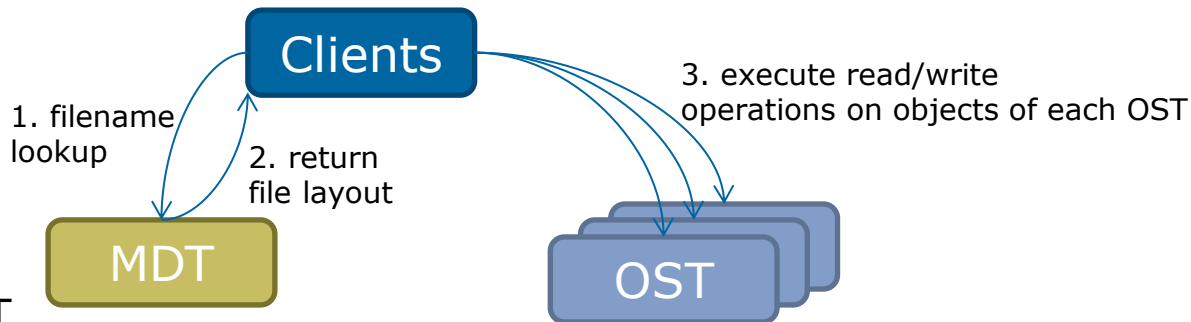 Clients
3. execute read/write
operations on objects of each OST
1. filename
lookup
2. return
file layout
MDT
OST
T